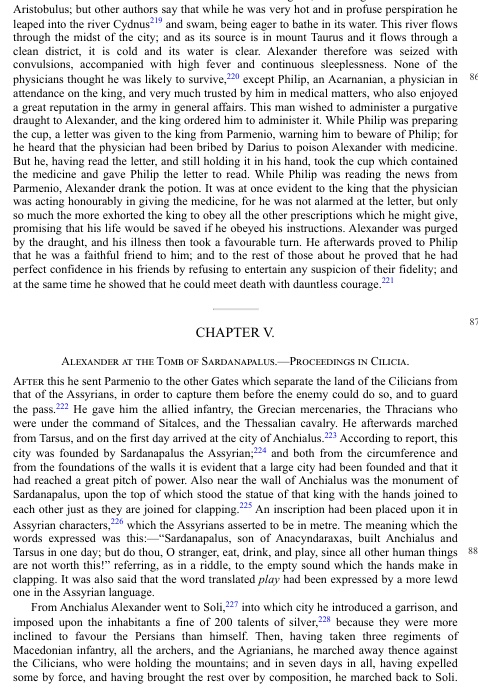 Aristobulus; but other authors say that while he was very hot and in profuse perspiration he
leaped into the river Cydnus219 and swam, being eager to bathe in its water. This river flows
through the midst of the city; and as its source is in mount Taurus and it flows through a
clean district, it is cold and its water is clear. Alexander therefore was seized with
convulsions, accompanied with high fever and continuous sleeplessness. None of the
physicians thought he was likely to survive,220 except Philip, an Acarnanian, a physician in
86
attendance on the king, and very much trusted by him in medical matters, who also enjoyed
a great reputation in the army in general affairs. This man wished to administer a purgative
draught to Alexander, and the king ordered him to administer it. While Philip was preparing
the cup, a letter was given to the king from Parmenio, warning him to beware of Philip; for
he heard that the physician had been bribed by Darius to poison Alexander with medicine.
But he, having read the letter, and still holding it in his hand, took the cup which contained
the medicine and gave Philip the letter to read. While Philip was reading the news from
Parmenio, Alexander drank the potion. It was at once evident to the king that the physician
was acting honourably in giving the medicine, for he was not alarmed at the letter, but only
so much the more exhorted the king to obey all the other prescriptions which he might give,
promising that his life would be saved if he obeyed his instructions. Alexander was purged
by the draught, and his illness then took a favourable turn. He afterwards proved to Philip
that he was a faithful friend to him; and to the rest of those about he proved that he had
perfect confidence in his friends by refusing to entertain any suspicion of their fidelity; and
at the same time he showed that he could meet death with dauntless courage.221
87
CHAPTER V.
Alexander at the Tomb of Sardanapalus.—Proceedings in Cilicia.
After this he sent Parmenio to the other Gates which separate the land of the Cilicians from
that of the Assyrians, in order to capture them before the enemy could do so, and to guard
the pass.222 He gave him the allied infantry, the Grecian mercenaries, the Thracians who
were under the command of Sitalces, and the Thessalian cavalry. He afterwards marched
from Tarsus, and on the first day arrived at the city of Anchialus.223 According to report, this
city was founded by Sardanapalus the Assyrian;224 and both from the circumference and
from the foundations of the walls it is evident that a large city had been founded and that it
had reached a great pitch of power. Also near the wall of Anchialus was the monument of
Sardanapalus, upon the top of which stood the statue of that king with the hands joined to
each other just as they are joined for clapping.225 An inscription had been placed upon it in
Assyrian characters,226 which the Assyrians asserted to be in metre. The meaning which the
words expressed was this:—“Sardanapalus, son of Anacyndaraxas, built Anchialus and
Tarsus in one day; but do thou, O stranger, eat, drink, and play, since all other human things
88
are not worth this!” referring, as in a riddle, to the empty sound which the hands make in
clapping. It was also said that the word translated play had been expressed by a more lewd
one in the Assyrian language.
From Anchialus Alexander went to Soli,227 into which city he introduced a garrison, and
imposed upon the inhabitants a fine of 200 talents of silver,228 because they were more
inclined to favour the Persians than himself. Then, having taken three regiments of
Macedonian infantry, all the archers, and the Agrianians, he marched away thence against
the Cilicians, who were holding the mountains; and in seven days in all, having expelled
some by force, and having brought the rest over by composition, he marched back to Soli.